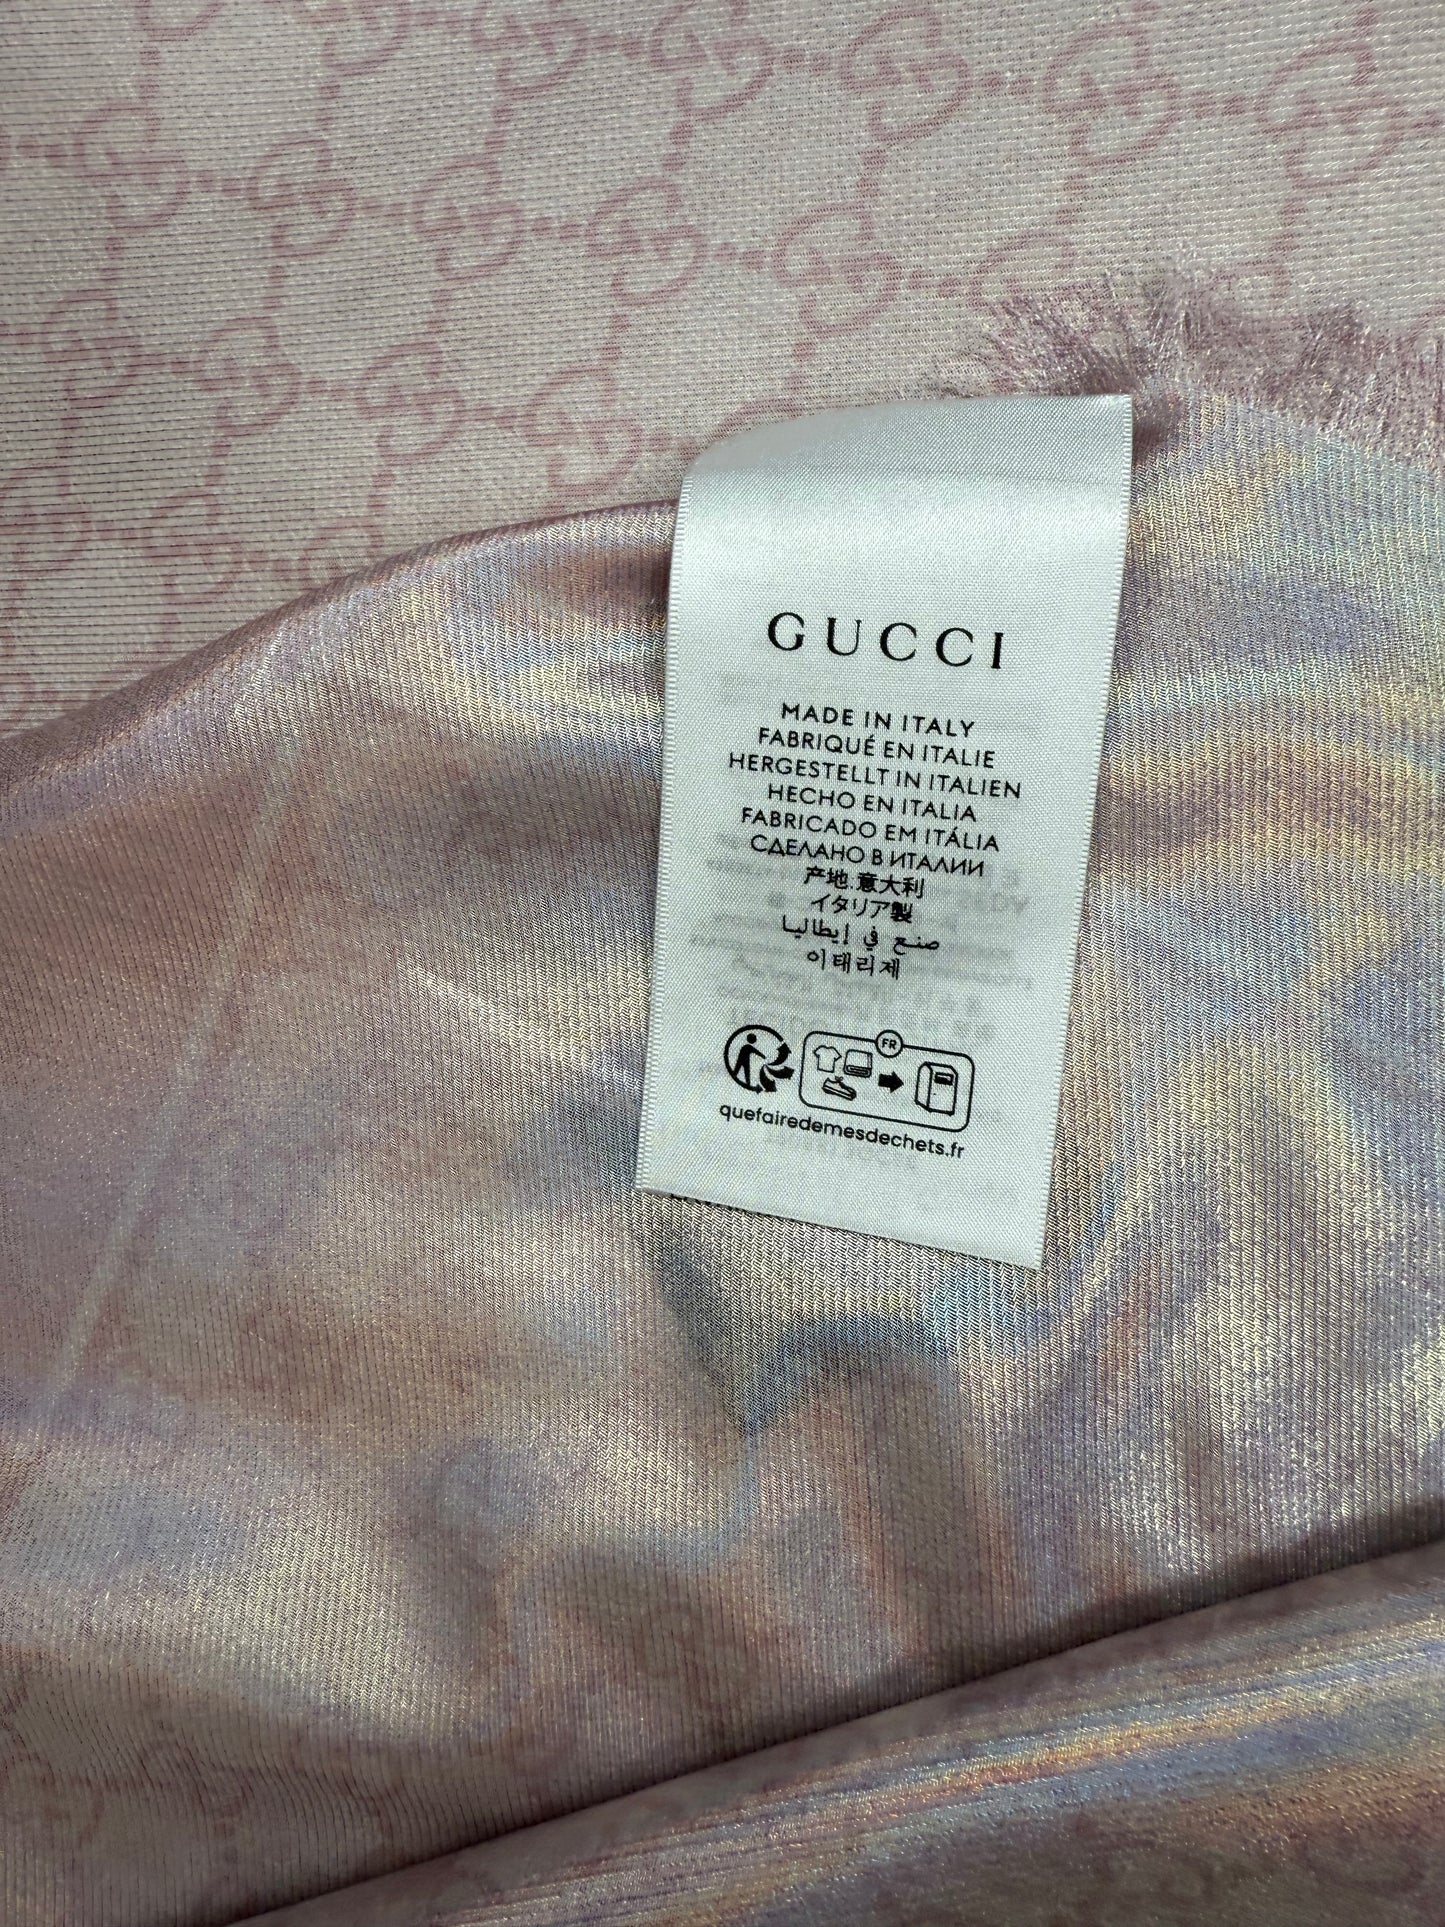 GUCCI
MADE IN ITALY
FABRIQUÉ EN ITALIE
HERGESTELLT IN ITALIEN
HECHO EN ITALIA
FABRICADO EM ITÁLIA
СДЕЛАНО В ИТАЛИИ
产地.意大利
イタリア製
صنع في إيطاليا
이태리제
FR
quefairedemesdechets.fr